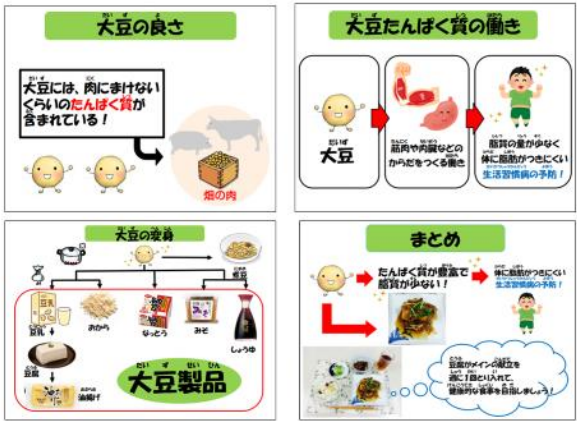 大豆の良さ
大豆には、肉にまけない
くらいのたんぱく質が
含まれている！
畑の肉
大豆たんぱく質の働き
大豆
筋肉や内臓などの
からだをつくる働き
脂質の量が少なく
体に脂肪がつきにくい
生活習慣病の予防！
大豆の変身
煮豆
豆乳
おから
なっとう
みそ
しょうゆ
豆腐
油揚げ
大豆製品
まとめ
たんぱく質が豊富で
脂質が少ない！
体に脂肪がつきにくい
生活習慣病の予防！
豆腐がメインの献立を
週に1回とり入れて、
健康的な食事を目指しましょう！